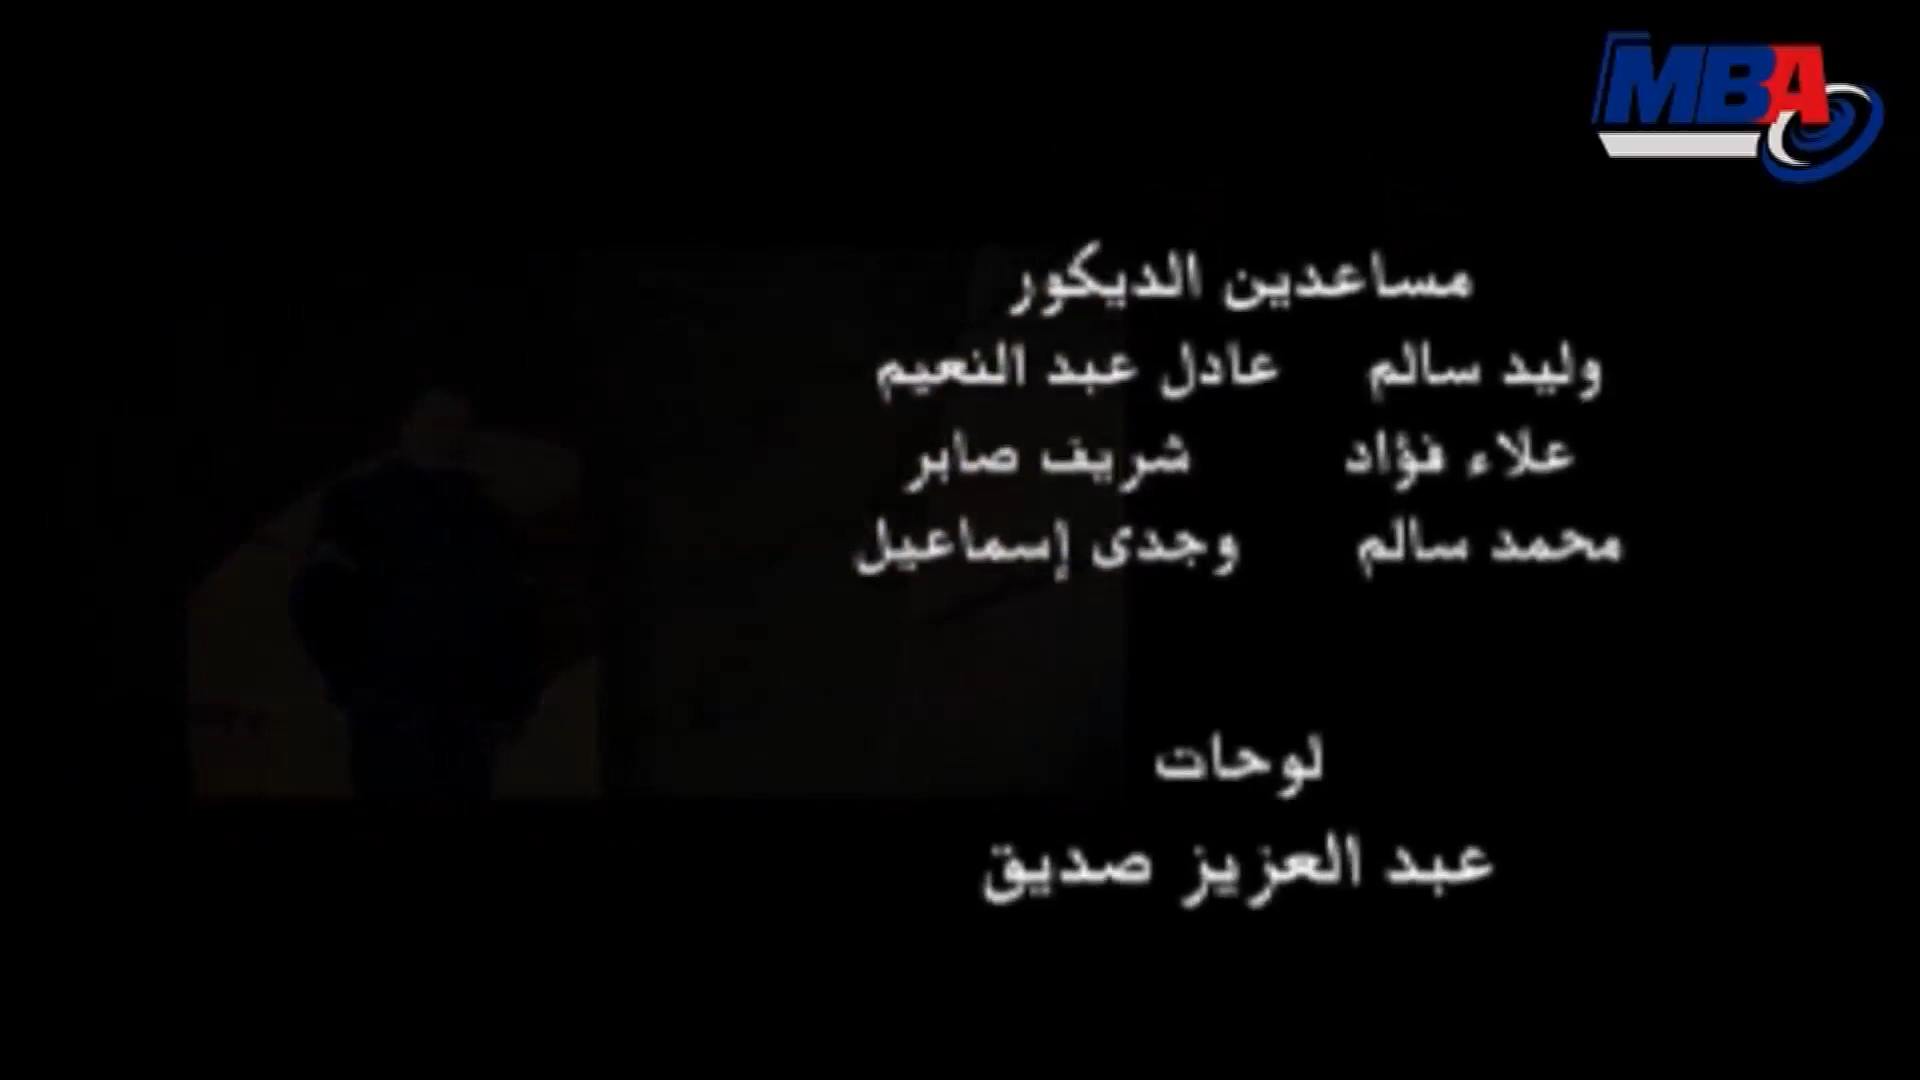 MBA
مساعدين الديكور
وليد سالم عادل عبد النعيم
علاء فؤاد شريف صابر
محمد سالم وجدى إسماعيل
لوحات
عبد العزيز صديق